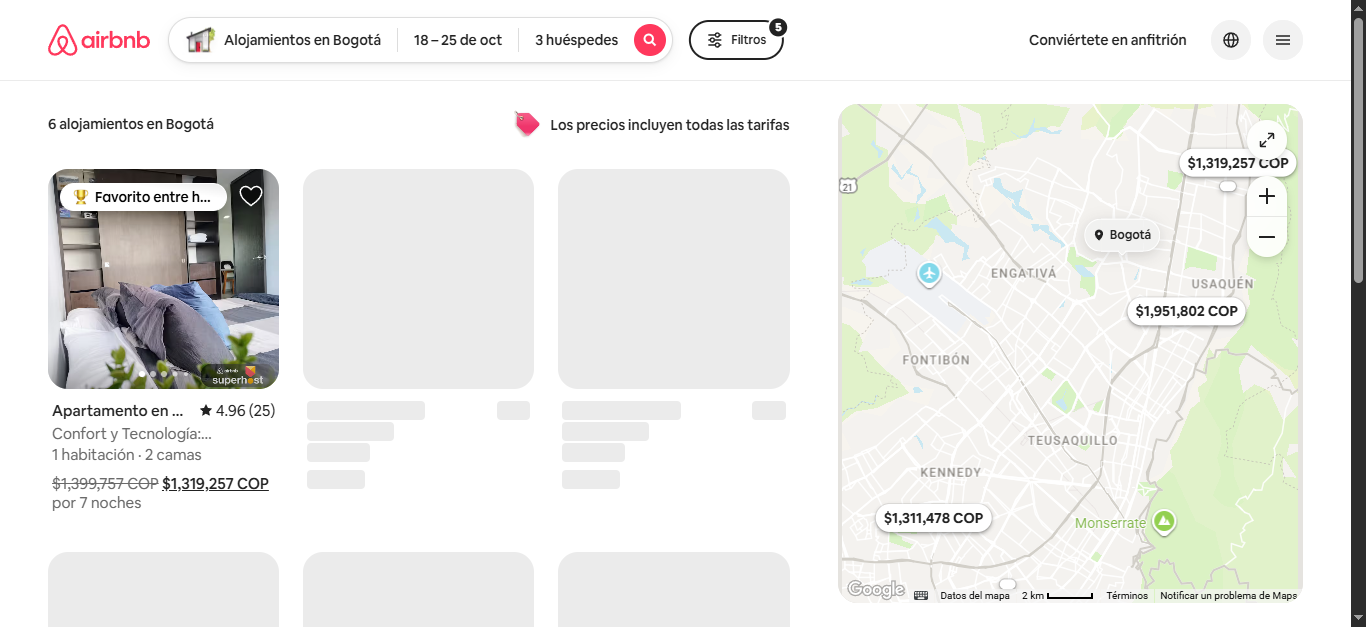 airbnb
Alojamientos en Bogotá
18 – 25 de oct
3 huéspedes
Filtros
5
Conviértete en anfitrión
6 alojamientos en Bogotá
Los precios incluyen todas las tarifas
Favorito entre h...
airbnb
superhost
Apartamento en ...
4.96 (25)
Confort y Tecnología:...
1 habitación · 2 camas
$1,399,757 COP $1,319,257 COP
por 7 noches
$1,319,257 COP
21
Bogotá
ENGATIVÁ
USAQUÉN
$1,951,802 COP
FONTIBÓN
TEUSAQUILLO
KENNEDY
$1,311,478 COP
Monserrate
Google
Datos del mapa
2 km
Términos
Notificar un problema de Maps